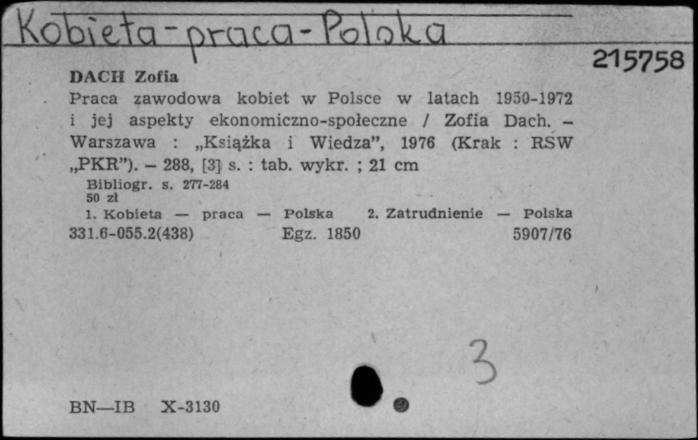 Kobieta-praca-Polska
215758
DACH Zofia
Praca zawodowa kobiet w Polsce w latach 1950-1972
i jej aspekty ekonomiczno-społeczne / Zofia Dach. —
Warszawa : „Książka i Wiedza”, 1976 (Krak : RSW
„PKR”). — 288, [3] s. : tab. wykr. ; 21 cm
Bibliogr. s. 277-284
50 zł
1. Kobieta — praca — Polska 2. Zatrudnienie — Polska
331.6-055.2(438) Egz. 1850 5907/76
3
BN—IB X-3130